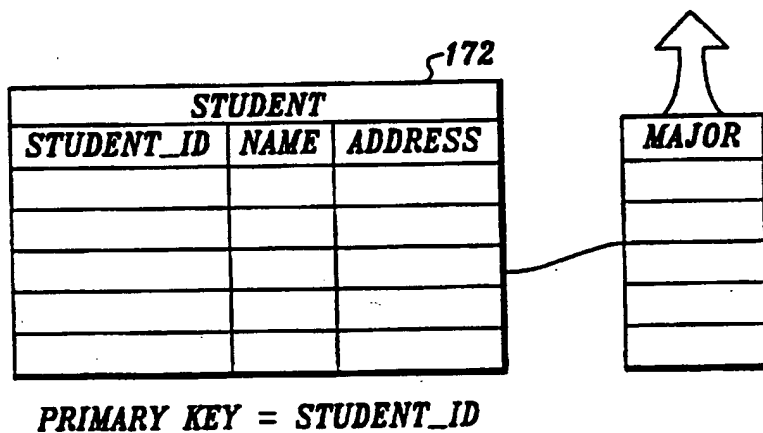 172
STUDENT
STUDENT_ID NAME ADDRESS
MAJOR
PRIMARY KEY = STUDENT_ID